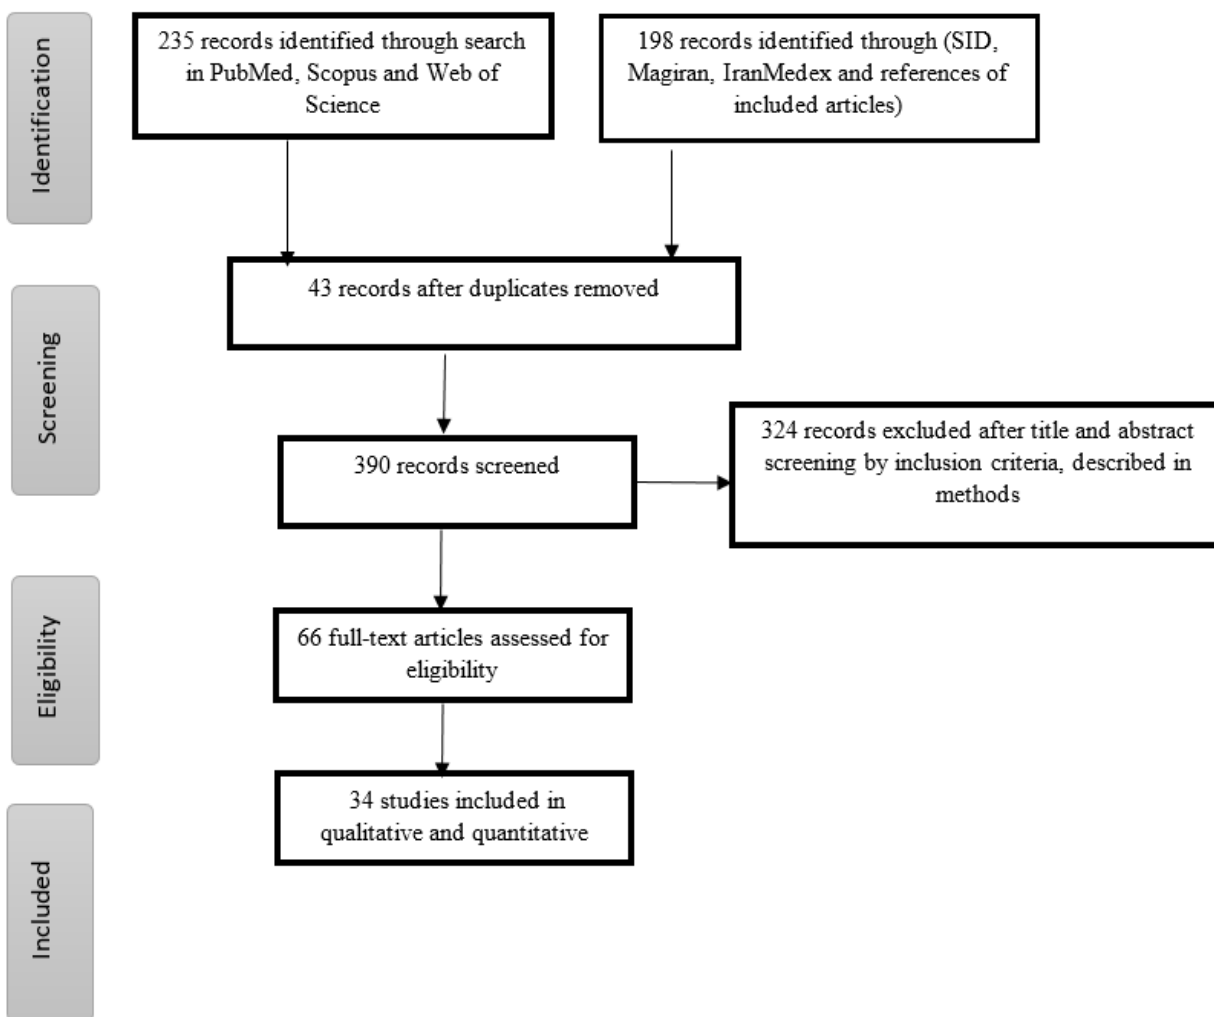 Identification
235 records identified through search
in PubMed, Scopus and Web of
Science
198 records identified through (SID,
Magiran, IranMedex and references of
included articles)
Screening
43 records after duplicates removed
390 records screened
324 records excluded after title and abstract
screening by inclusion criteria, described in
methods
Eligibility
66 full-text articles assessed for
eligibility
Included
34 studies included in
qualitative and quantitative